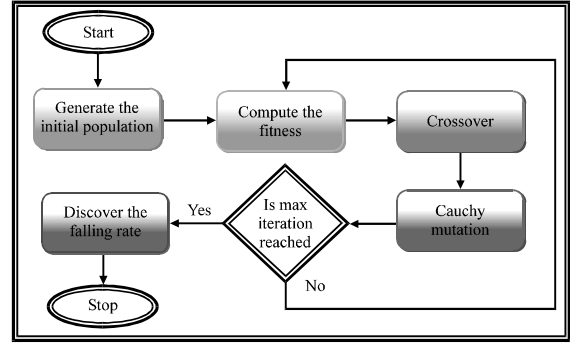 Start
Generate the
initial population
Compute the
fitness
Crossover
Cauchy
mutation
Is max
iteration
reached
Yes
No
Discover the
falling rate
Stop